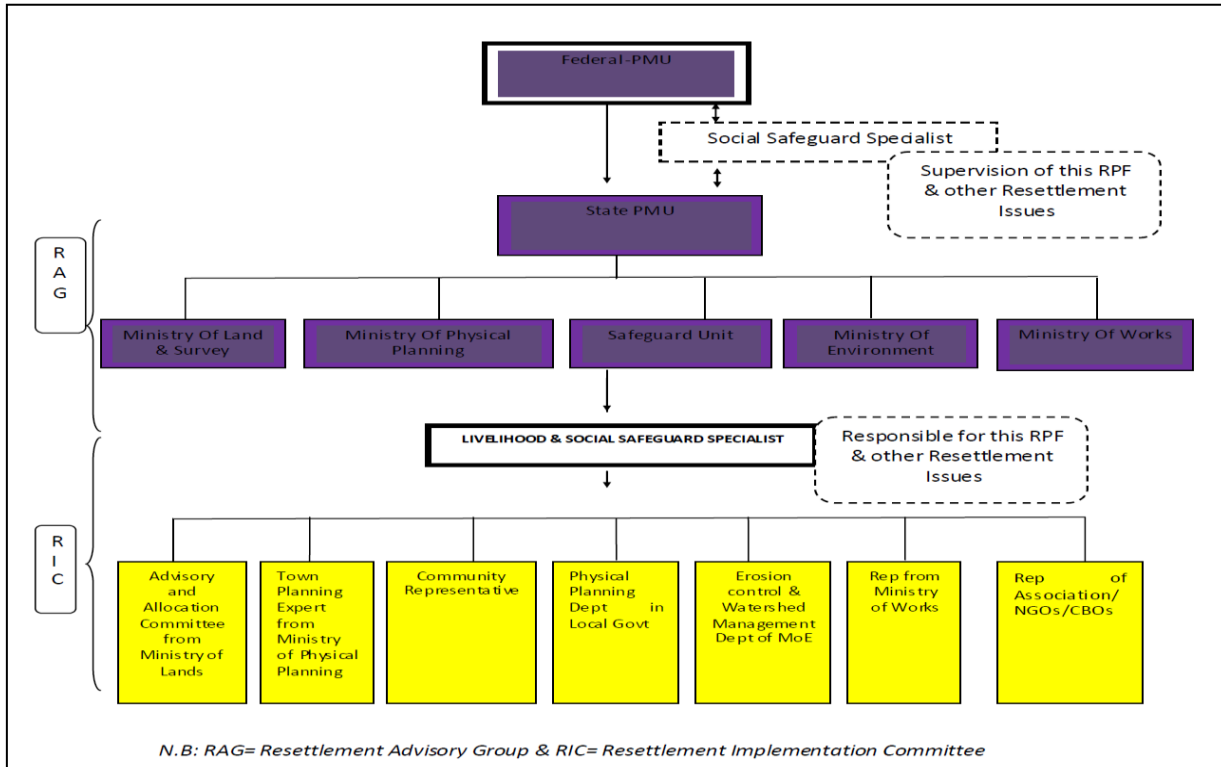 Federal-PMU
Social Safeguard Specialist
Supervision of this RPF
& other Resettlement
Issues
State PMU
R
A
G
Ministry Of Land
& Survey
Ministry Of Physical
Planning
Safeguard Unit
Ministry Of
Environment
Ministry Of Works
LIVELIHOOD & SOCIAL SAFEGUARD SPECIALIST
Responsible for this RPF
& other Resettlement
Issues
R
I
C
Advisory
and
Allocation
Committee
from
Ministry of
Lands
Town
Planning
Expert
from
Ministry
of Physical
Planning
Community
Representative
Physical
Planning
Dept in
Local Govt
Erosion
control &
Watershed
Management
Dept of MoE
Rep from
Ministry
of Works
Rep of
Association/
NGOs/CBOs
N.B: RAG= Resettlement Advisory Group & RIC= Resettlement Implementation Committee